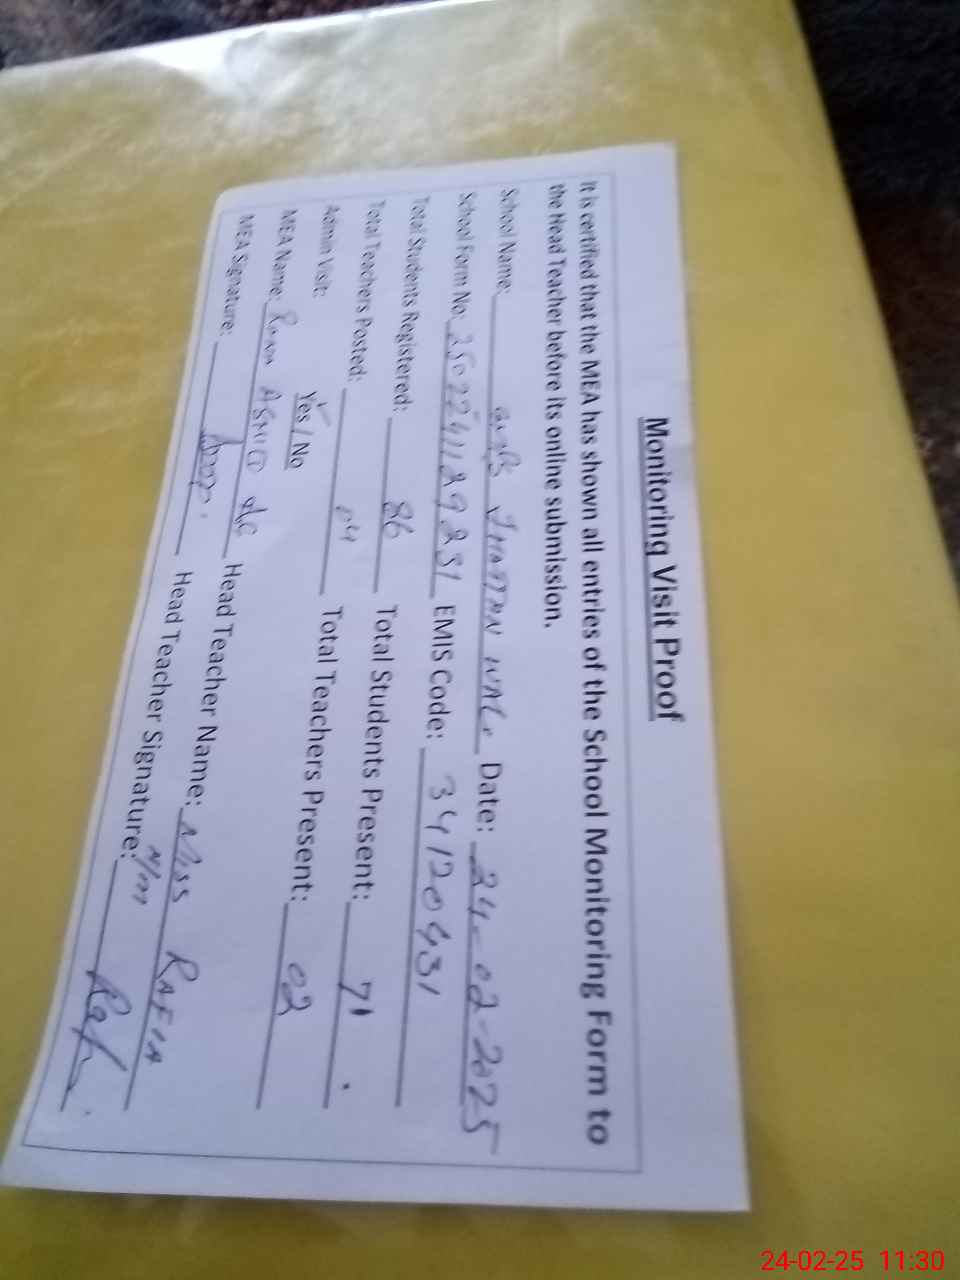 Monitoring Visit Proof
It is certified that the MEA has shown all entries of the School Monitoring Form to
the Head Teacher before its online submission.
School Name: JHATTAN WALI Date: 24-02-2025
School Form No: EMIS Code: 34120431
Total Students Registered: 86 Total Students Present: 71
Total Teachers Posted: 04 Total Teachers Present: 02
Admin Visit: Yes / No
MEA Name: Head Teacher Name: Miss RAFIA
MEA Signature: Head Teacher Signature:
24-02-25 11:30